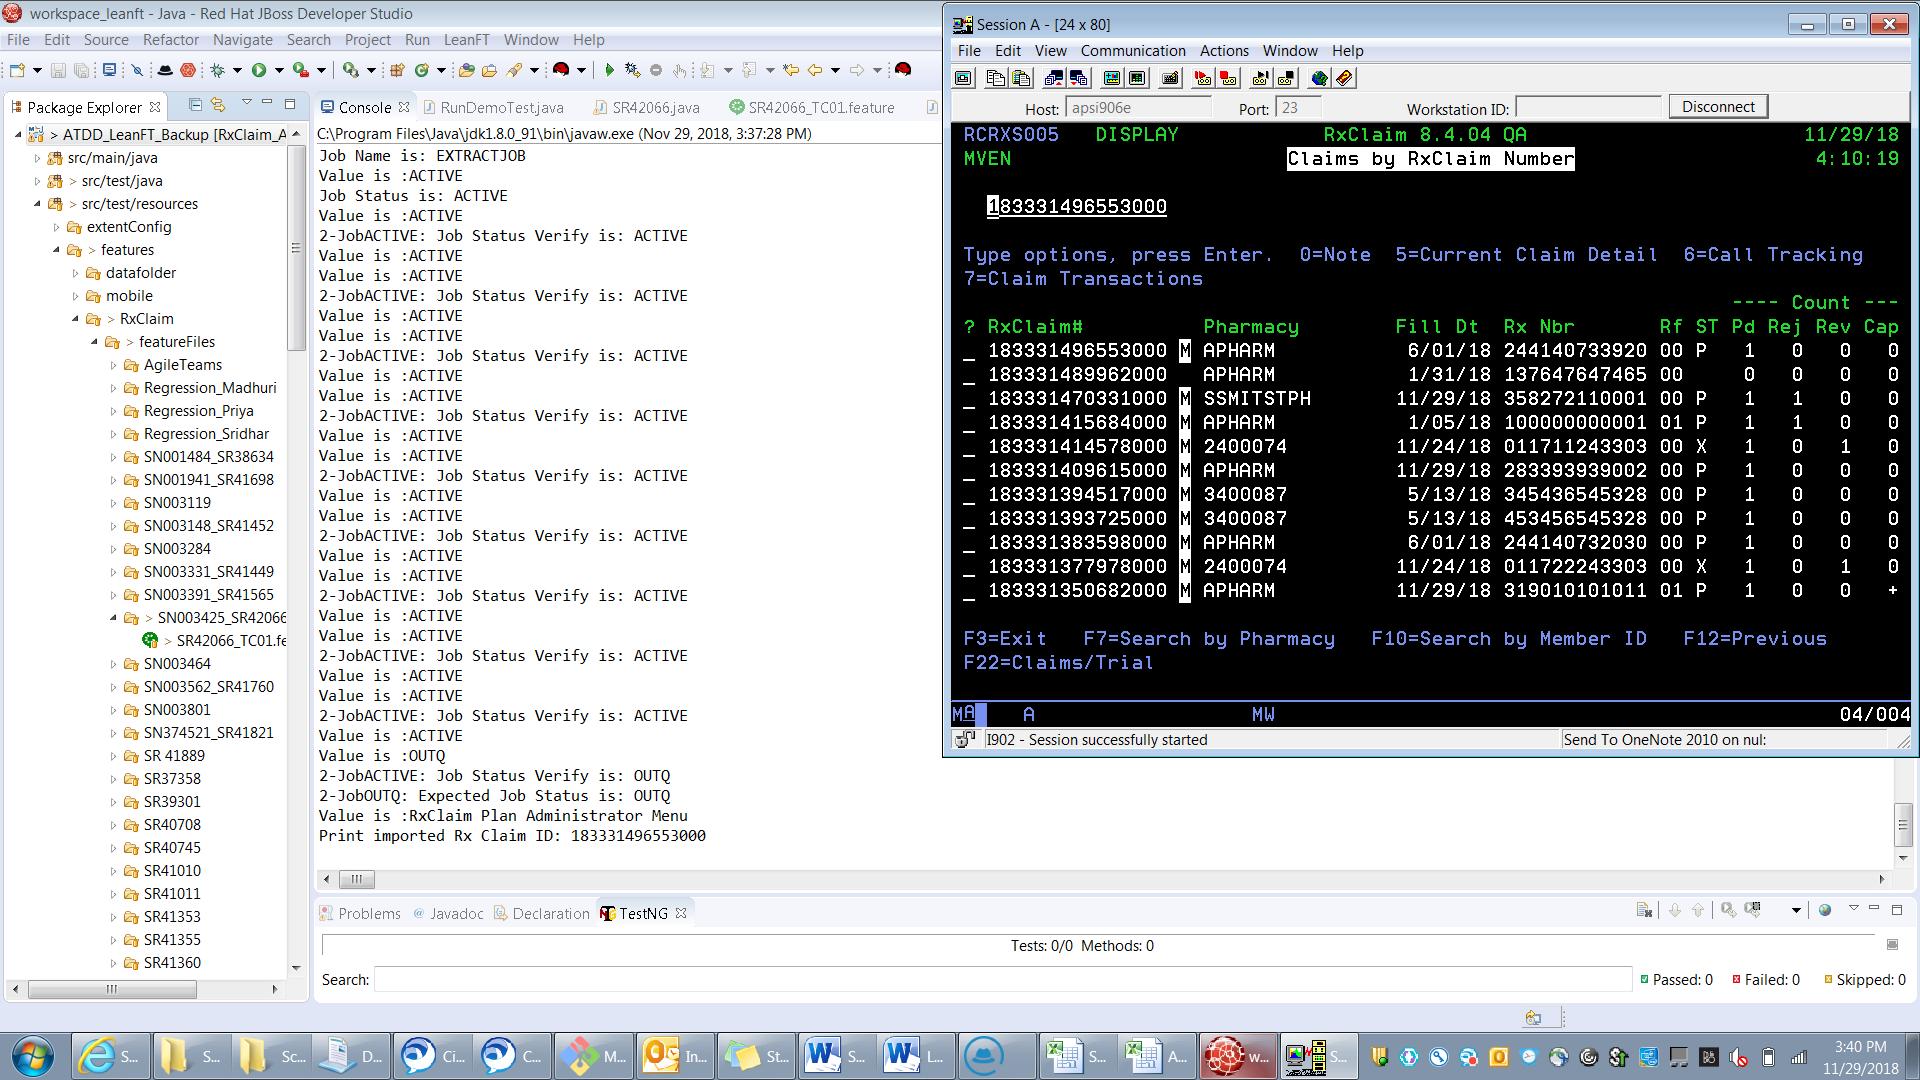 workspace_leanft - Java - Red Hat JBoss Developer Studio
File Edit Source Refactor Navigate Search Project Run LeanFT Window Help
Package Explorer
> ATDD_LeanFT_Backup [RxClaim_A
src/main/java
> src/test/java
> src/test/resources
extentConfig
> features
datafolder
mobile
> RxClaim
> featureFiles
AgileTeams
Regression_Madhuri
Regression_Priya
Regression_Sridhar
SN001484_SR38634
SN001941_SR41698
SN003119
SN003148_SR41452
SN003284
SN003331_SR41449
SN003391_SR41565
> SN003425_SR42066
> SR42066_TC01.fe
SN003464
SN003562_SR41760
SN003801
SN374521_SR41821
SR 41889
SR37358
SR39301
SR40708
SR40745
SR41010
SR41011
SR41353
SR41355
SR41360
Console RunDemoTest.java SR42066.java SR42066_TC01.feature
C:\Program Files\Java\jdk1.8.0_91\bin\javaw.exe (Nov 29, 2018, 3:37:28 PM)
Job Name is: EXTRACTJOB
Value is :ACTIVE
Job Status is: ACTIVE
Value is :ACTIVE
2-JobACTIVE: Job Status Verify is: ACTIVE
Value is :ACTIVE
Value is :ACTIVE
2-JobACTIVE: Job Status Verify is: ACTIVE
Value is :ACTIVE
Value is :ACTIVE
2-JobACTIVE: Job Status Verify is: ACTIVE
Value is :ACTIVE
Value is :ACTIVE
2-JobACTIVE: Job Status Verify is: ACTIVE
Value is :ACTIVE
Value is :ACTIVE
2-JobACTIVE: Job Status Verify is: ACTIVE
Value is :ACTIVE
Value is :ACTIVE
2-JobACTIVE: Job Status Verify is: ACTIVE
Value is :ACTIVE
Value is :ACTIVE
2-JobACTIVE: Job Status Verify is: ACTIVE
Value is :ACTIVE
Value is :ACTIVE
2-JobACTIVE: Job Status Verify is: ACTIVE
Value is :ACTIVE
Value is :ACTIVE
2-JobACTIVE: Job Status Verify is: ACTIVE
Value is :ACTIVE
Value is :OUTQ
2-JobACTIVE: Job Status Verify is: OUTQ
2-JobOUTQ: Expected Job Status is: OUTQ
Value is :RxClaim Plan Administrator Menu
Print imported Rx Claim ID: 183331496553000
Session A - [24 x 80]
File Edit View Communication Actions Window Help
Host: apsi906e Port: 23 Workstation ID: Disconnect
RCRXS005 DISPLAY RxClaim 8.4.04 QA 11/29/18
MVEN Claims by RxClaim Number 4:10:19
183331496553000
Type options, press Enter. 0=Note 5=Current Claim Detail 6=Call Tracking
7=Claim Transactions
---- Count ---
? RxClaim# Pharmacy Fill Dt Rx Nbr Rf ST Pd Rej Rev Cap
_ 183331496553000 M APHARM 6/01/18 244140733920 00 P 1 0 0 0
_ 183331489962000 APHARM 1/31/18 137647647465 00 0 0 0 0
_ 183331470331000 M SSMITSTPH 11/29/18 358272110001 00 P 1 1 0 0
_ 183331415684000 M APHARM 1/05/18 100000000001 01 P 1 1 0 0
_ 183331414578000 M 2400074 11/24/18 011711243303 00 X 1 0 1 0
_ 183331409615000 M APHARM 11/29/18 283393939002 00 P 1 0 0 0
_ 183331394517000 M 3400087 5/13/18 345436545328 00 P 1 0 0 0
_ 183331393725000 M 3400087 5/13/18 453456545328 00 P 1 0 0 0
_ 183331383598000 M APHARM 6/01/18 244140732030 00 P 1 0 0 0
_ 183331377978000 M 2400074 11/24/18 011722243303 00 X 1 0 1 0
_ 183331350682000 M APHARM 11/29/18 319010101011 01 P 1 0 0 +
F3=Exit F7=Search by Pharmacy F10=Search by Member ID F12=Previous
F22=Claims/Trial
MA A MW 04/004
I902 - Session successfully started Send To OneNote 2010 on nul:
Problems @ Javadoc Declaration TestNG
Tests: 0/0 Methods: 0
Search: Passed: 0 Failed: 0 Skipped: 0
S... S... Sc... D... Ci... C... M... In... St... S... L... S... A... w... S...
3:40 PM
11/29/2018